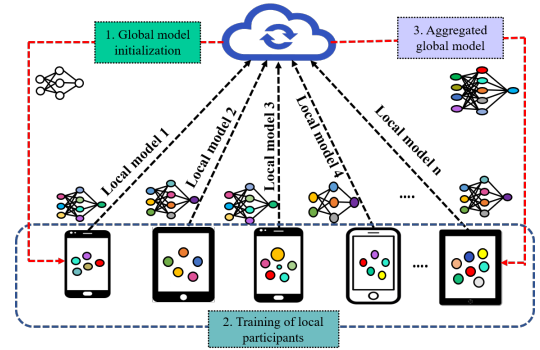 1. Global model
initialization
3. Aggregated
global model
Local model 1
Local model 2
Local model 3
Local model 4
Local model n
....
....
2. Training of local
participants